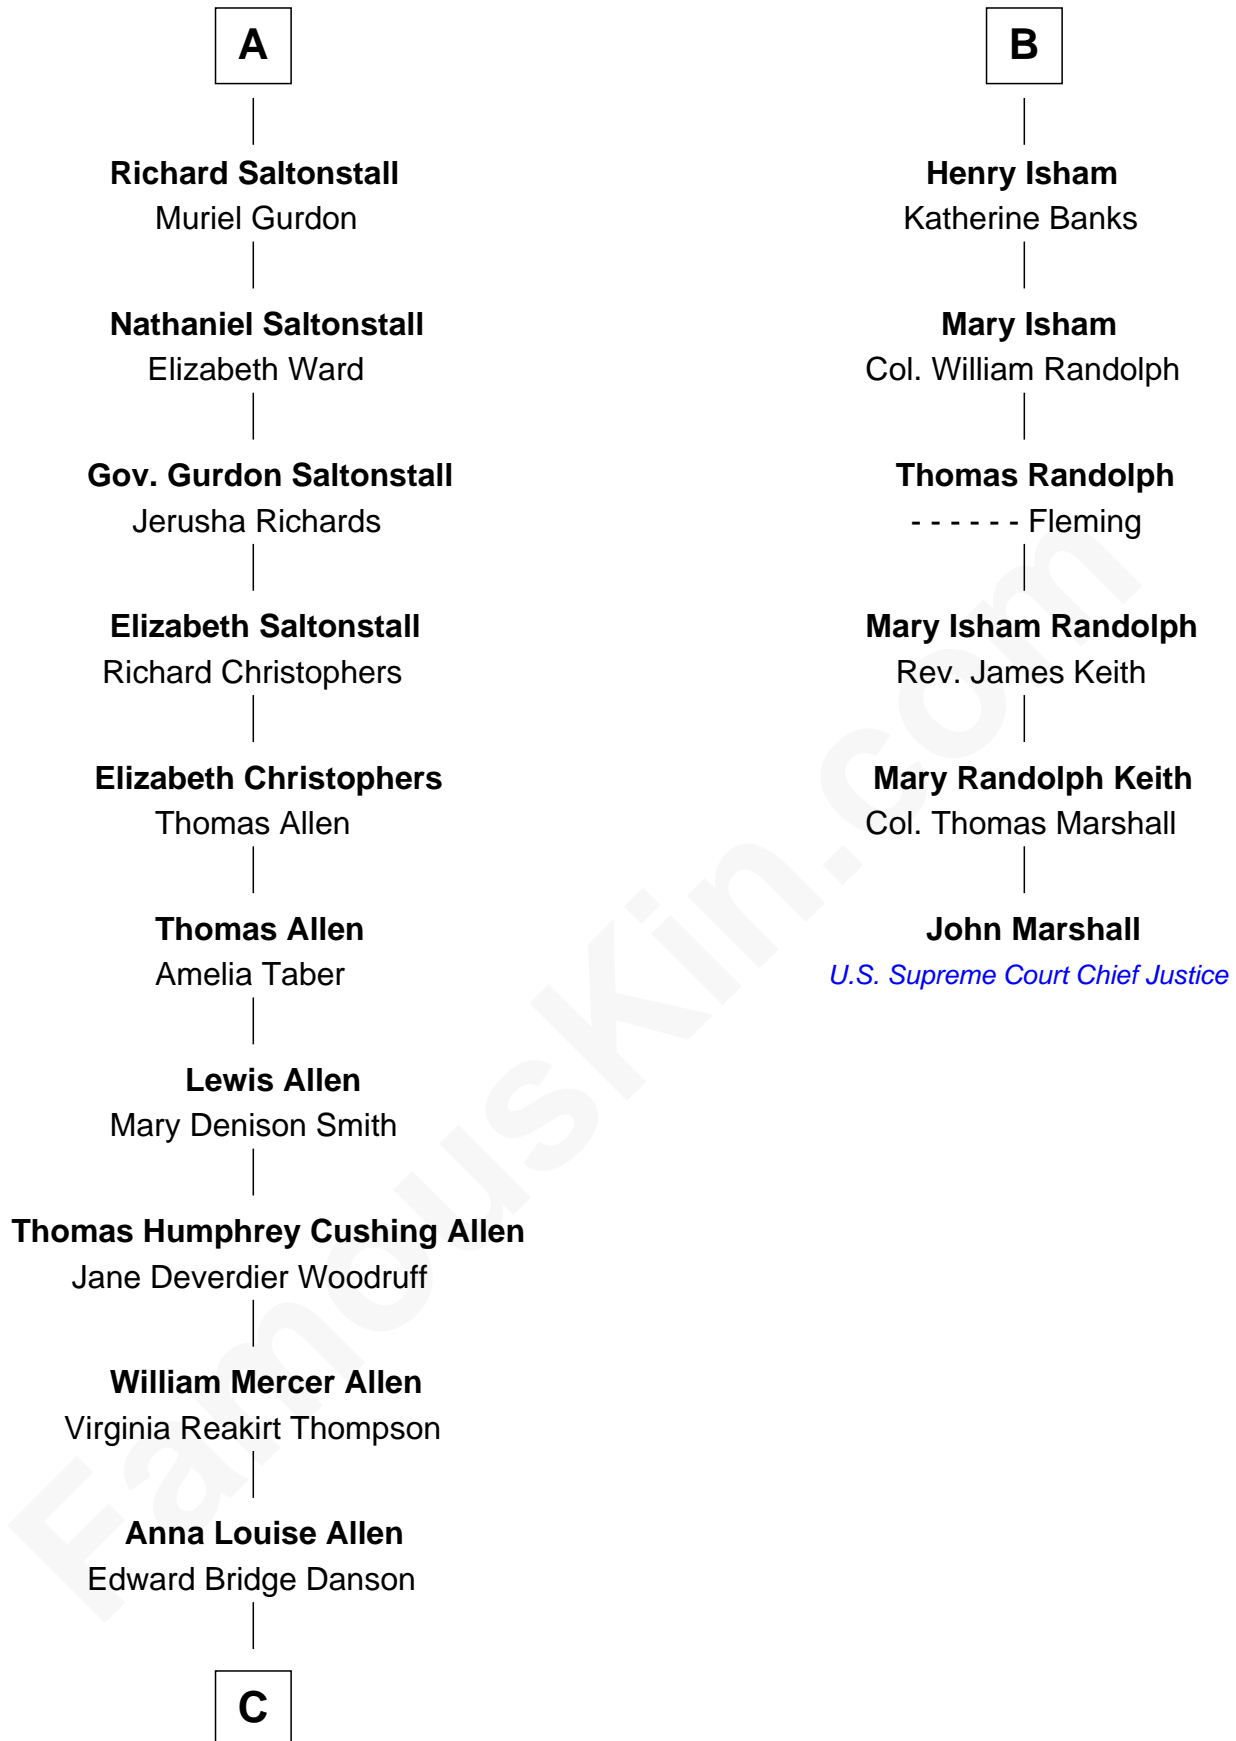 A
Richard Saltonstall
Muriel Gurdon
Nathaniel Saltonstall
Elizabeth Ward
Gov. Gurdon Saltonstall
Jerusha Richards
Elizabeth Saltonstall
Richard Christophers
Elizabeth Christophers
Thomas Allen
Thomas Allen
Amelia Taber
Lewis Allen
Mary Denison Smith
Thomas Humphrey Cushing Allen
Jane Deverdier Woodruff
William Mercer Allen
Virginia Reakirt Thompson
Anna Louise Allen
Edward Bridge Danson
C
B
Henry Isham
Katherine Banks
Mary Isham
Col. William Randolph
Thomas Randolph
- - - - - - Fleming
Mary Isham Randolph
Rev. James Keith
Mary Randolph Keith
Col. Thomas Marshall
John Marshall
U.S. Supreme Court Chief Justice
FamousKin.com